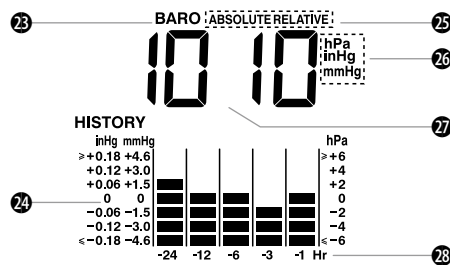 23 BARO ABSOLUTE RELATIVE 25
10 10 hPa
inHg 26
mmHg
27
HISTORY
inHg mmHg hPa
≥+0.18 +4.6 ≥+6
+0.12 +3.0 +4
+0.06 +1.5 +2
24 0 0 0
−0.06 −1.5 −2
−0.12 −3.0 −4
≤−0.18 −4.6 ≤−6
-24 -12 -6 -3 -1 Hr 28